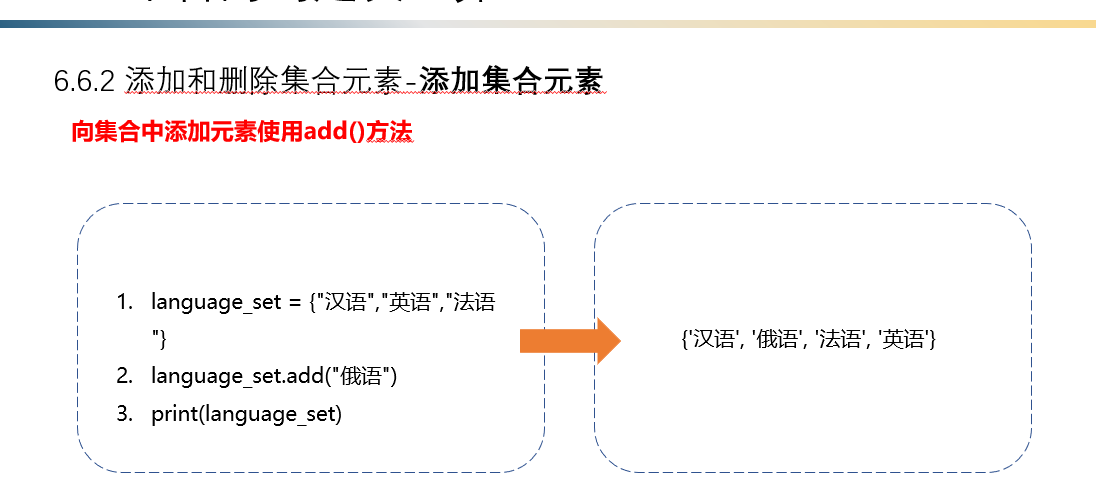 6.6.2 添加和删除集合元素-添加集合元素
向集合中添加元素使用add()方法
1. language_set = {"汉语","英语","法语
"}
2. language_set.add("俄语")
3. print(language_set)
{'汉语', '俄语', '法语', '英语'}